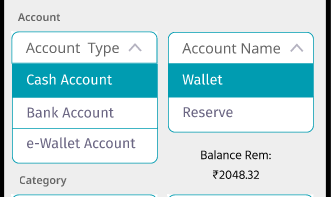 Account
Account Type
Cash Account
Bank Account
e-Wallet Account
Account Name
Wallet
Reserve
Balance Rem:
₹2048.32
Category